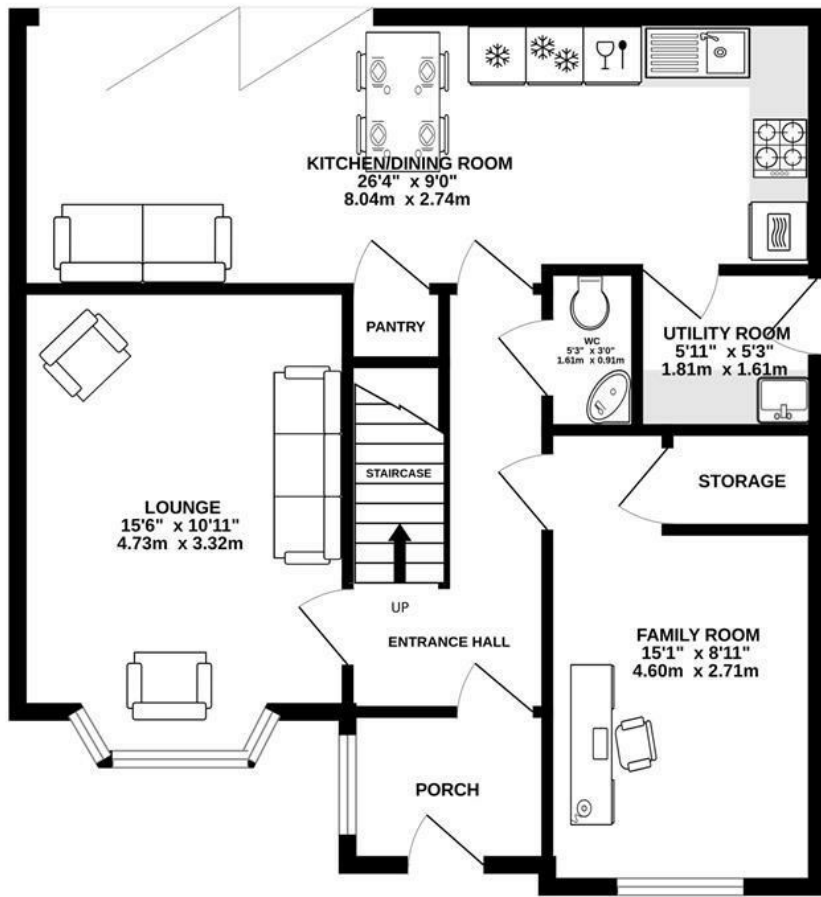 KITCHEN/DINING ROOM
26'4" x 9'0"
8.04m x 2.74m
PANTRY
WC
5'3" x 3'0"
1.61m x 0.91m
UTILITY ROOM
5'11" x 5'3"
1.81m x 1.61m
STAIRCASE
STORAGE
LOUNGE
15'6" x 10'11"
4.73m x 3.32m
UP
ENTRANCE HALL
FAMILY ROOM
15'1" x 8'11"
4.60m x 2.71m
PORCH